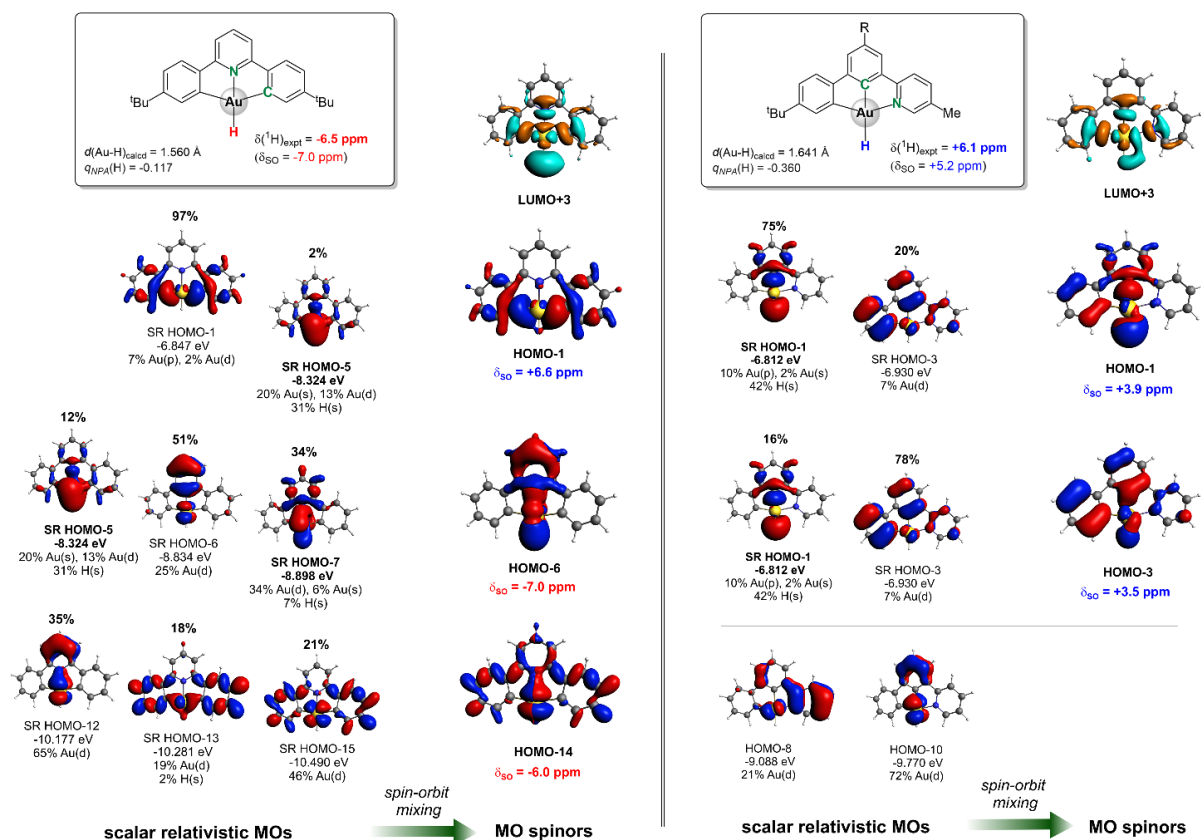 N
C
Au
H
tBu
tBu
δ(1H)expt = -6.5 ppm
(δSO = -7.0 ppm)
d(Au-H)calcd = 1.560 Å
qNPA(H) = -0.117
LUMO+3
97%
SR HOMO-1
-6.847 eV
7% Au(p), 2% Au(d)
2%
SR HOMO-5
-8.324 eV
20% Au(s), 13% Au(d)
31% H(s)
HOMO-1
δSO = +6.6 ppm
12%
SR HOMO-5
-8.324 eV
20% Au(s), 13% Au(d)
31% H(s)
51%
SR HOMO-6
-8.834 eV
25% Au(d)
34%
SR HOMO-7
-8.898 eV
34% Au(d), 6% Au(s)
7% H(s)
HOMO-6
δSO = -7.0 ppm
35%
SR HOMO-12
-10.177 eV
65% Au(d)
18%
SR HOMO-13
-10.281 eV
19% Au(d)
2% H(s)
21%
SR HOMO-15
-10.490 eV
46% Au(d)
HOMO-14
δSO = -6.0 ppm
scalar relativistic MOs
spin-orbit
mixing
MO spinors
R
C
N
Au
H
tBu
Me
δ(1H)expt = +6.1 ppm
(δSO = +5.2 ppm)
d(Au-H)calcd = 1.641 Å
qNPA(H) = -0.360
LUMO+3
75%
SR HOMO-1
-6.812 eV
10% Au(p), 2% Au(s)
42% H(s)
20%
SR HOMO-3
-6.930 eV
7% Au(d)
HOMO-1
δSO = +3.9 ppm
16%
SR HOMO-1
-6.812 eV
10% Au(p), 2% Au(s)
42% H(s)
78%
SR HOMO-3
-6.930 eV
7% Au(d)
HOMO-3
δSO = +3.5 ppm
HOMO-8
-9.088 eV
21% Au(d)
HOMO-10
-9.770 eV
72% Au(d)
scalar relativistic MOs
spin-orbit
mixing
MO spinors